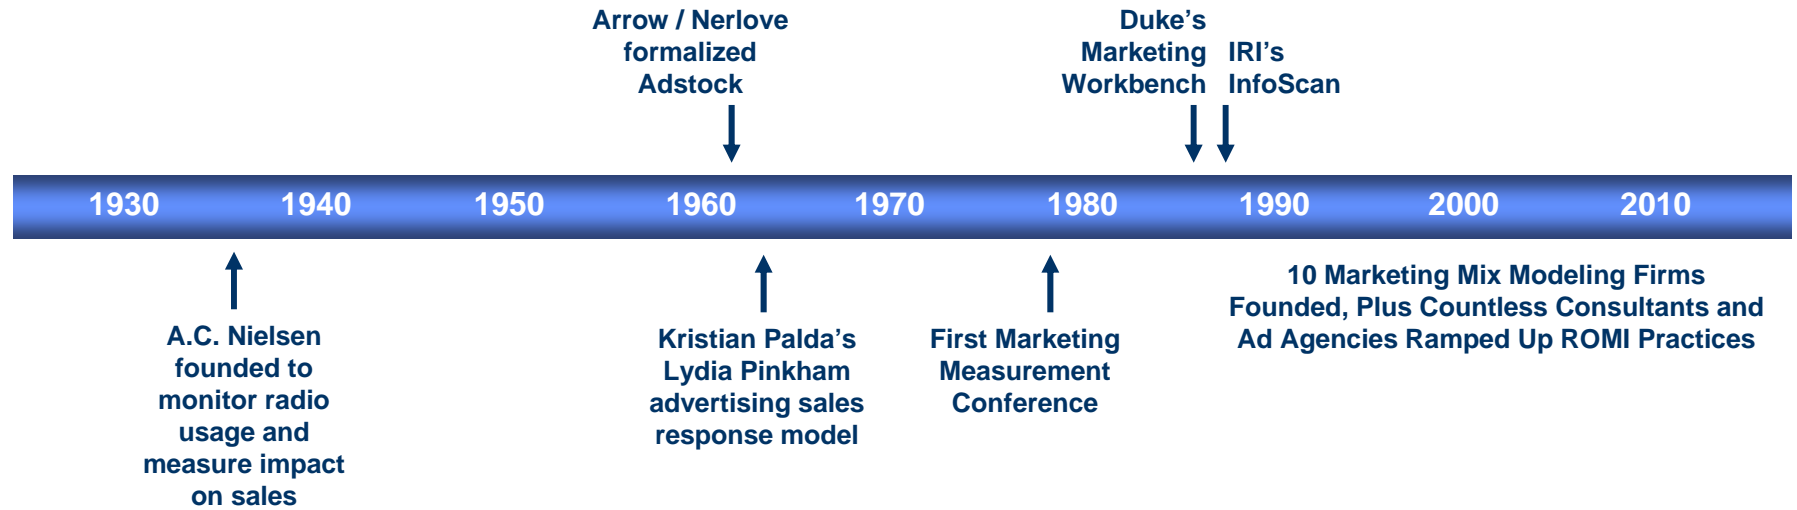 Arrow / Nerlove
formalized
Adstock
Duke’s
Marketing
Workbench
IRI’s
InfoScan
1930 1940 1950 1960 1970 1980 1990 2000 2010
A.C. Nielsen
founded to
monitor radio
usage and
measure impact
on sales
Kristian Palda’s
Lydia Pinkham
advertising sales
response model
First Marketing
Measurement
Conference
10 Marketing Mix Modeling Firms
Founded, Plus Countless Consultants and
Ad Agencies Ramped Up ROMI Practices